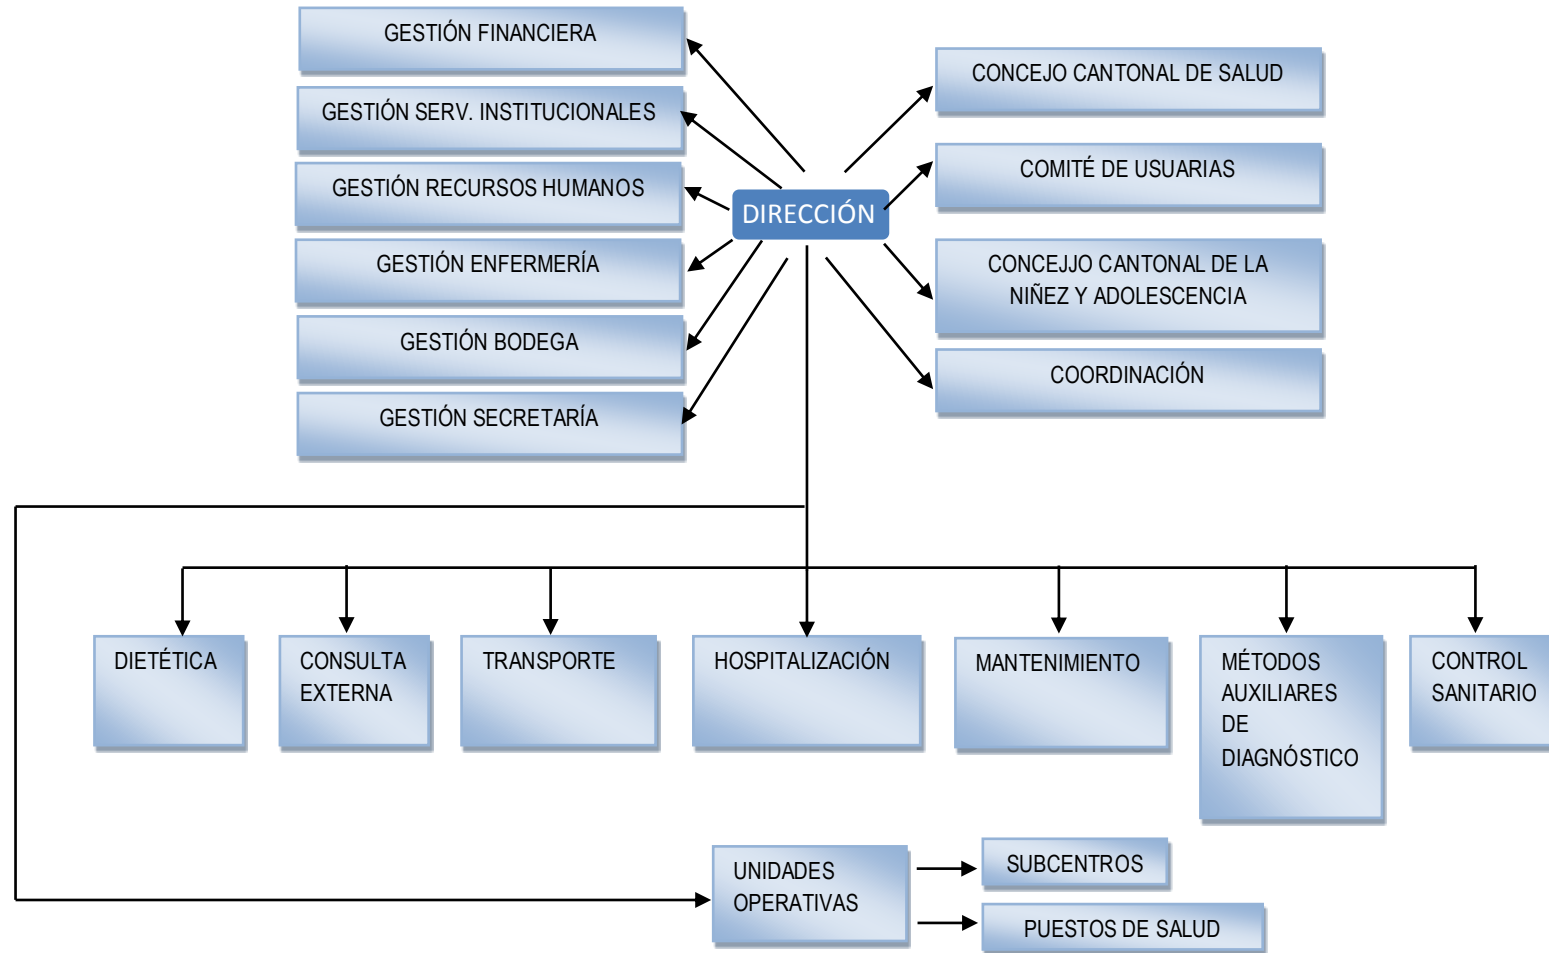 GESTIÓN FINANCIERA
GESTIÓN SERV. INSTITUCIONALES
GESTIÓN RECURSOS HUMANOS
GESTIÓN ENFERMERÍA
GESTIÓN BODEGA
GESTIÓN SECRETARÍA
DIRECCIÓN
CONCEJO CANTONAL DE SALUD
COMITÉ DE USUARIAS
CONCEJJO CANTONAL DE LA
NIÑEZ Y ADOLESCENCIA
COORDINACIÓN
DIETÉTICA
CONSULTA
EXTERNA
TRANSPORTE
HOSPITALIZACIÓN
MANTENIMIENTO
MÉTODOS
AUXILIARES
DE
DIAGNÓSTICO
CONTROL
SANITARIO
UNIDADES
OPERATIVAS
SUBCENTROS
PUESTOS DE SALUD